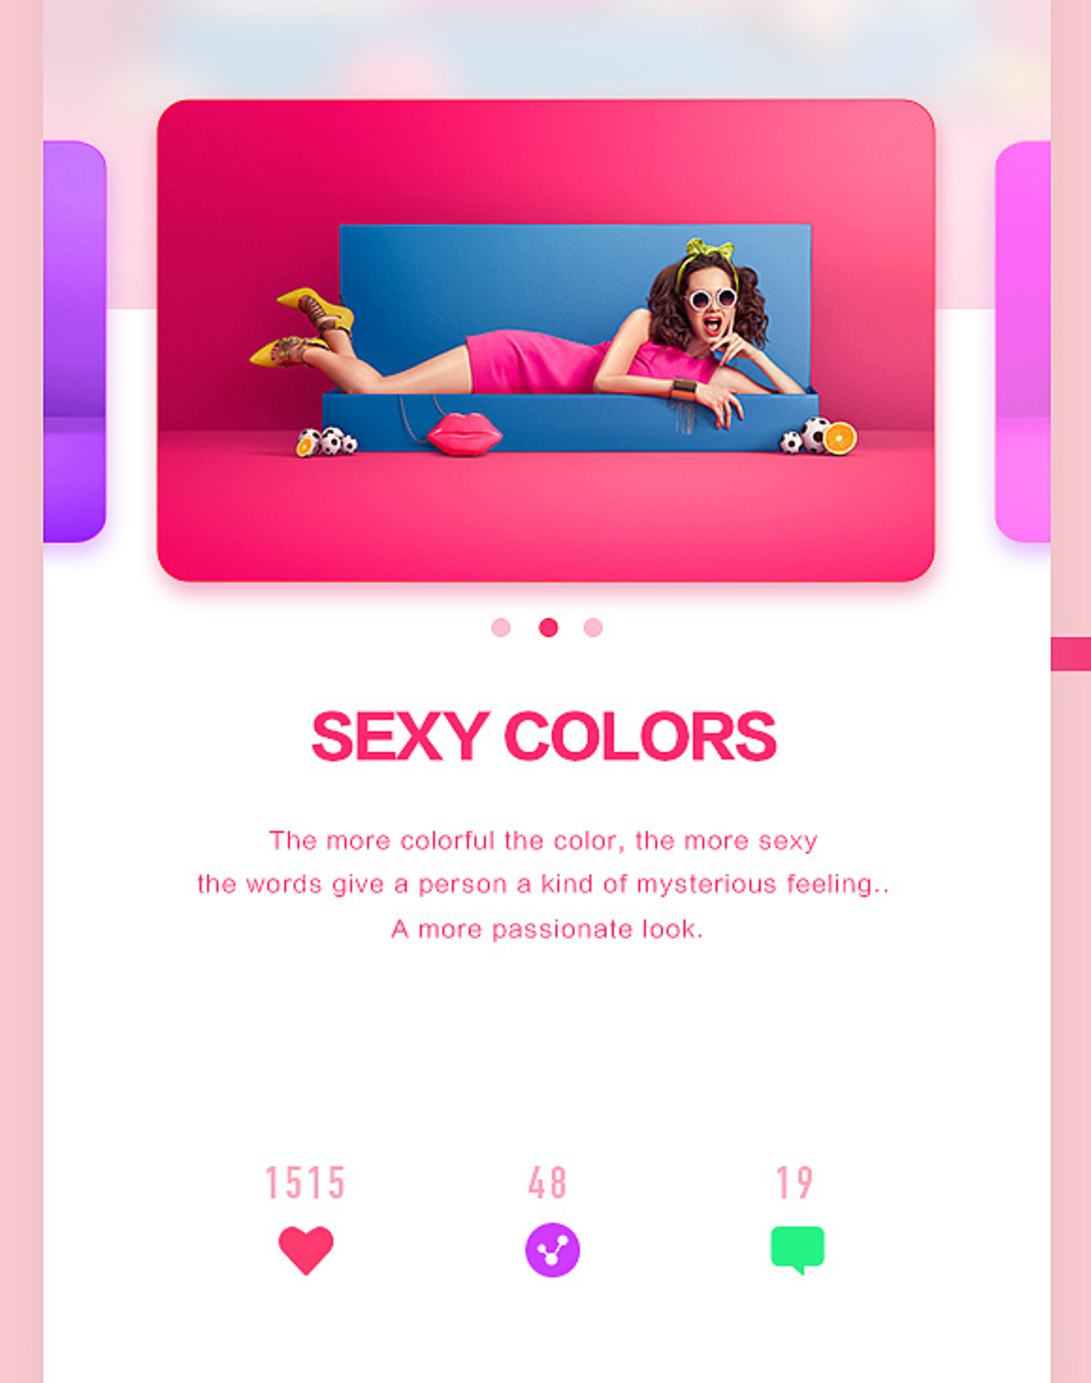 SEXY COLORS
The more colorful the color, the more sexy
the words give a person a kind of mysterious feeling..
A more passionate look.
1515 48 19